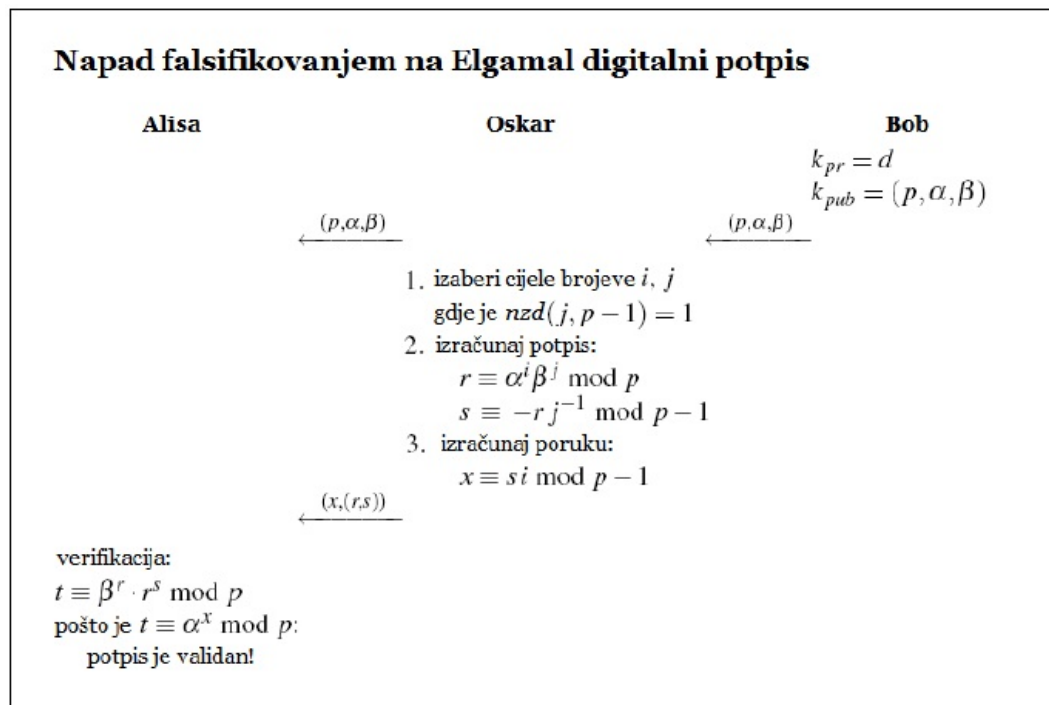 Napad falsifikovanjem na Elgamal digitalni potpis
Alisa Oskar Bob
k_pr = d
k_pub = (p, α, β)
(p,α,β) (p,α,β)
1. izaberi cijele brojeve i, j
gdje je nzd(j, p − 1) = 1
2. izračunaj potpis:
r ≡ α^i β^j mod p
s ≡ −r j^−1 mod p − 1
3. izračunaj poruku:
x ≡ s i mod p − 1
(x,(r,s))
verifikacija:
t ≡ β^r · r^s mod p
pošto je t ≡ α^x mod p:
potpis je validan!